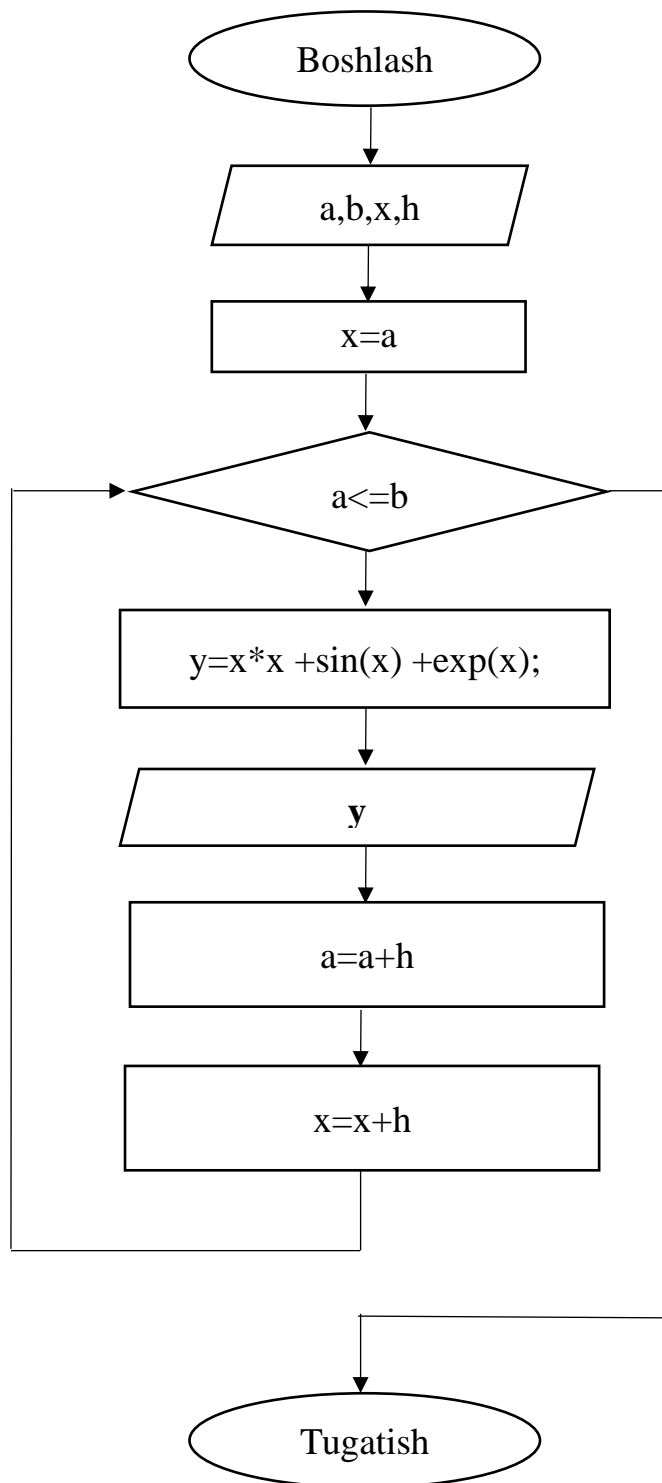 Boshlash
a,b,x,h
x=a
a<=b
y=x*x +sin(x) +exp(x);
y
a=a+h
x=x+h
Tugatish